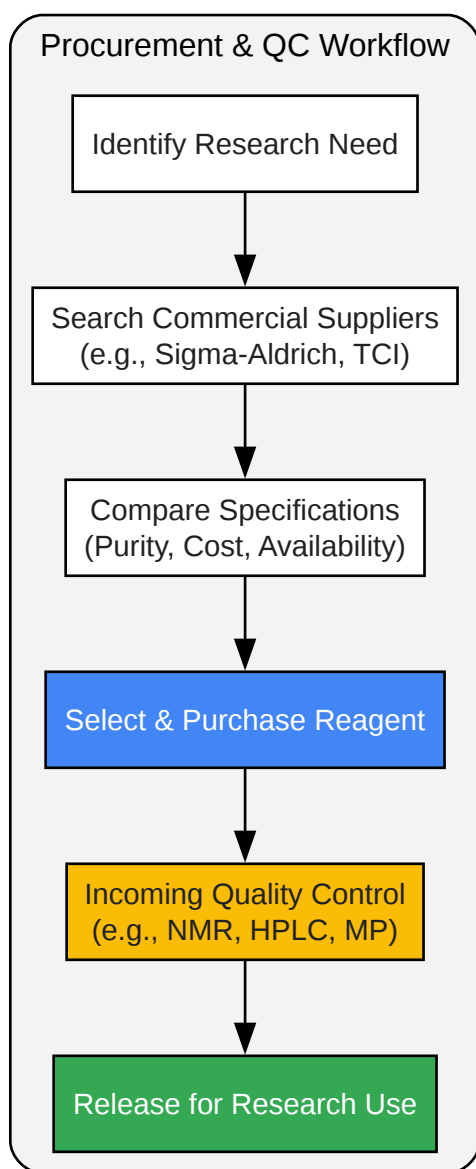 Procurement & QC Workflow
Identify Research Need
Search Commercial Suppliers
(e.g., Sigma-Aldrich, TCI)
Compare Specifications
(Purity, Cost, Availability)
Select & Purchase Reagent
Incoming Quality Control
(e.g., NMR, HPLC, MP)
Release for Research Use